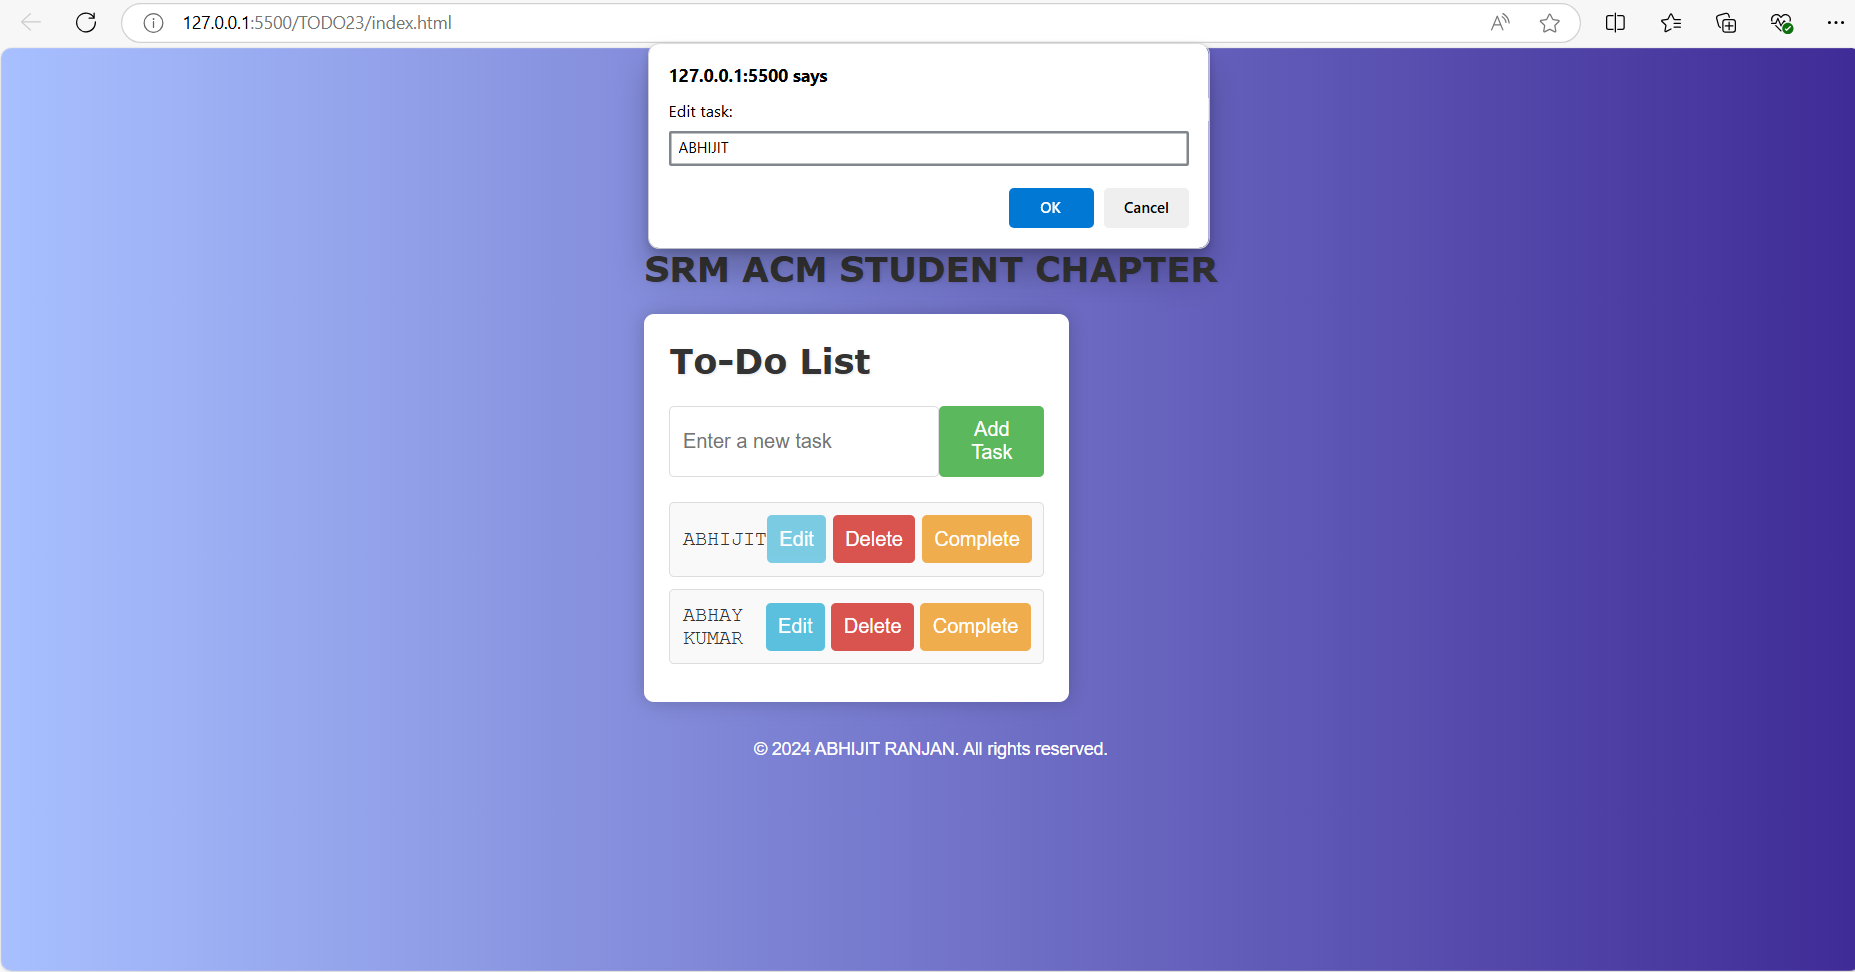 127.0.0.1:5500/TODO23/index.html
127.0.0.1:5500 says
Edit task:
ABHIJIT
OK Cancel
SRM ACM STUDENT CHAPTER
To-Do List
Enter a new task
Add
Task
ABHIJIT Edit Delete Complete
ABHAY
KUMAR
Edit Delete Complete
© 2024 ABHIJIT RANJAN. All rights reserved.